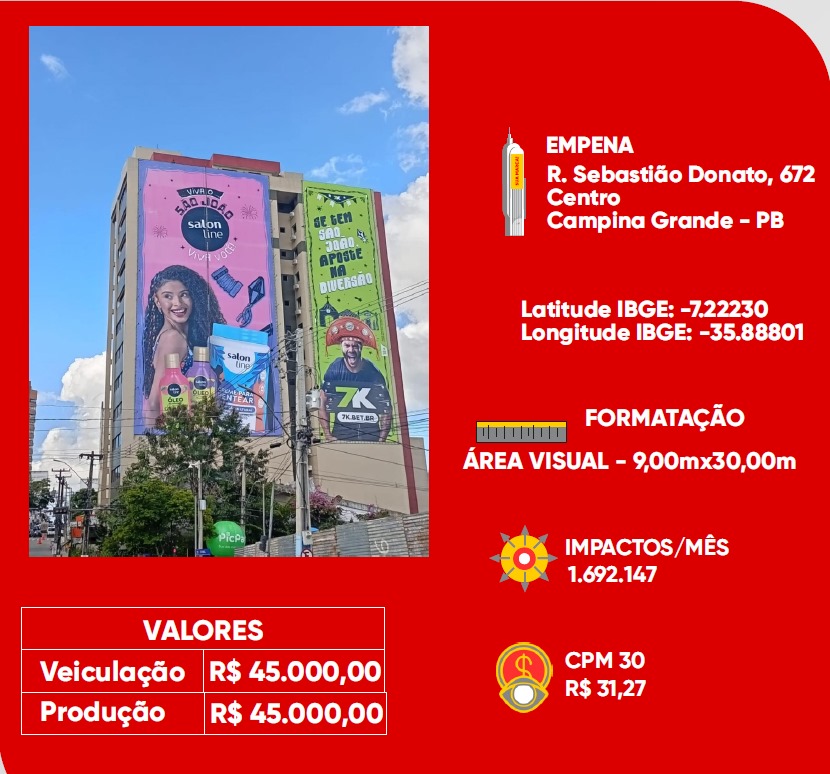 VIVA O
SÃO JOÃO
salon
line
VIVA VOCÊ
SE TEM
SÃO
JOÃO,
APOSTE
NA
DIVERSÃO
salon
line
ÓLEO
ÓLEO
7K
7K.BET.BR
PicPay
EMPENA
R. Sebastião Donato, 672
Centro
Campina Grande - PB
Latitude IBGE: -7.22230
Longitude IBGE: -35.88801
FORMATAÇÃO
ÁREA VISUAL - 9,00mx30,00m
IMPACTOS/MÊS
1.692.147
CPM 30
R$ 31,27
VALORES
Veiculação R$ 45.000,00
Produção R$ 45.000,00